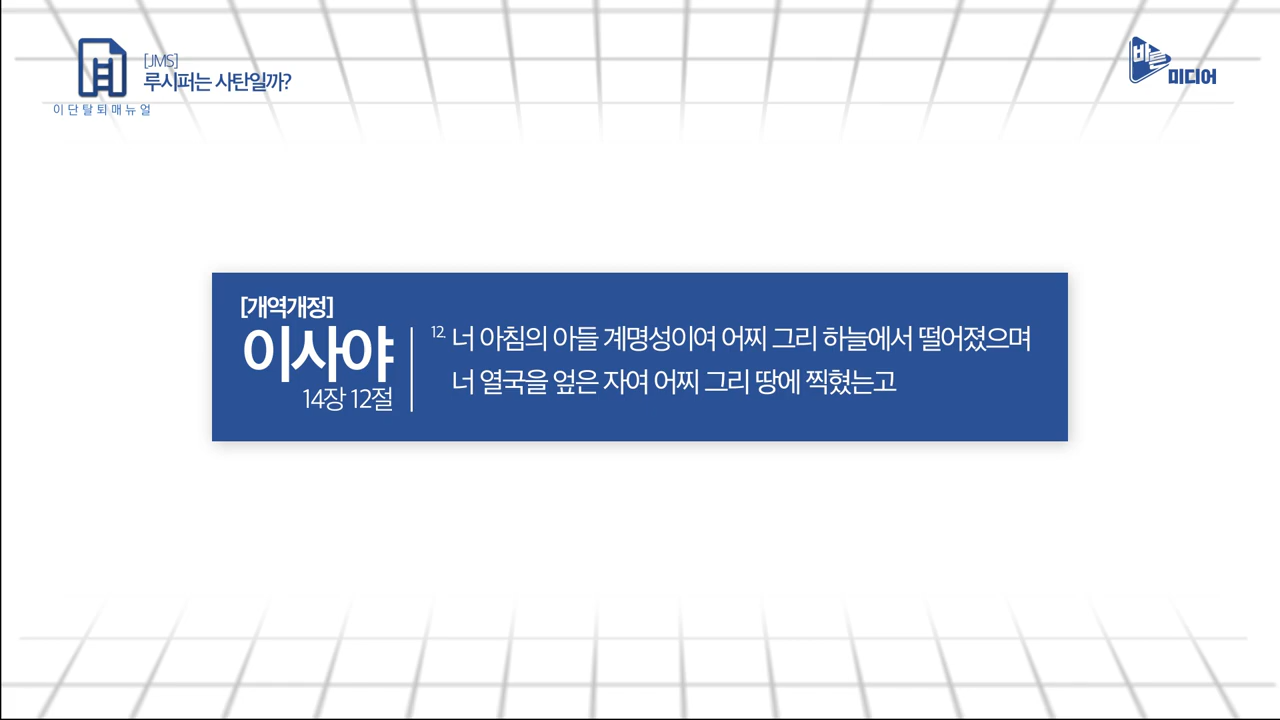 [JMS]
루시퍼는 사탄일까?
이단탈퇴매뉴얼
바른
미디어
[개역개정]
이사야
14장 12절
12. 너 아침의 아들 계명성이여 어찌 그리 하늘에서 떨어졌으며
너 열국을 엎은 자여 어찌 그리 땅에 찍혔는고